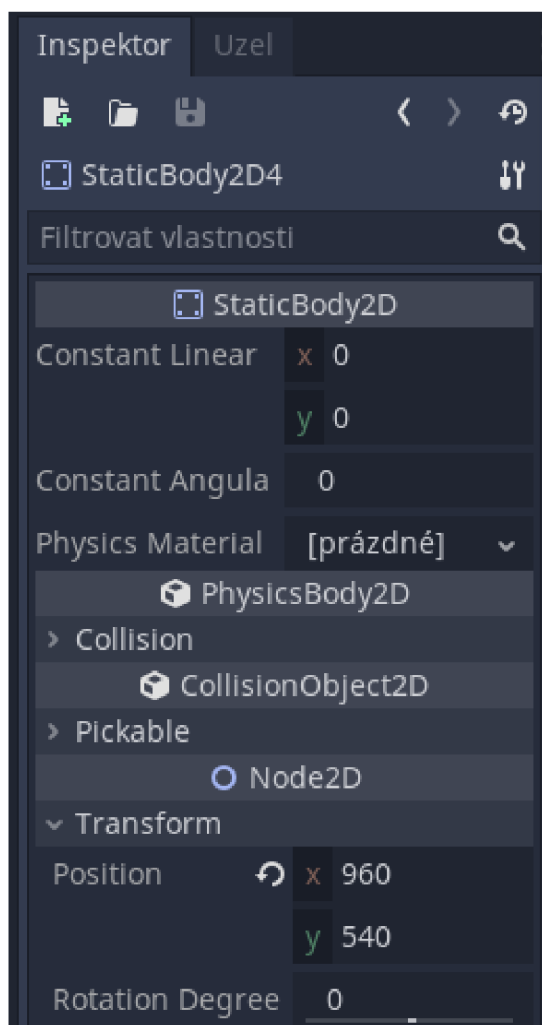 Inspektor Uzel
StaticBody2D4
Filtrovat vlastnosti
StaticBody2D
Constant Linear x 0
y 0
Constant Angula 0
Physics Material [prázdné]
PhysicsBody2D
Collision
CollisionObject2D
Pickable
Node2D
Transform
Position x 960
y 540
Rotation Degree 0